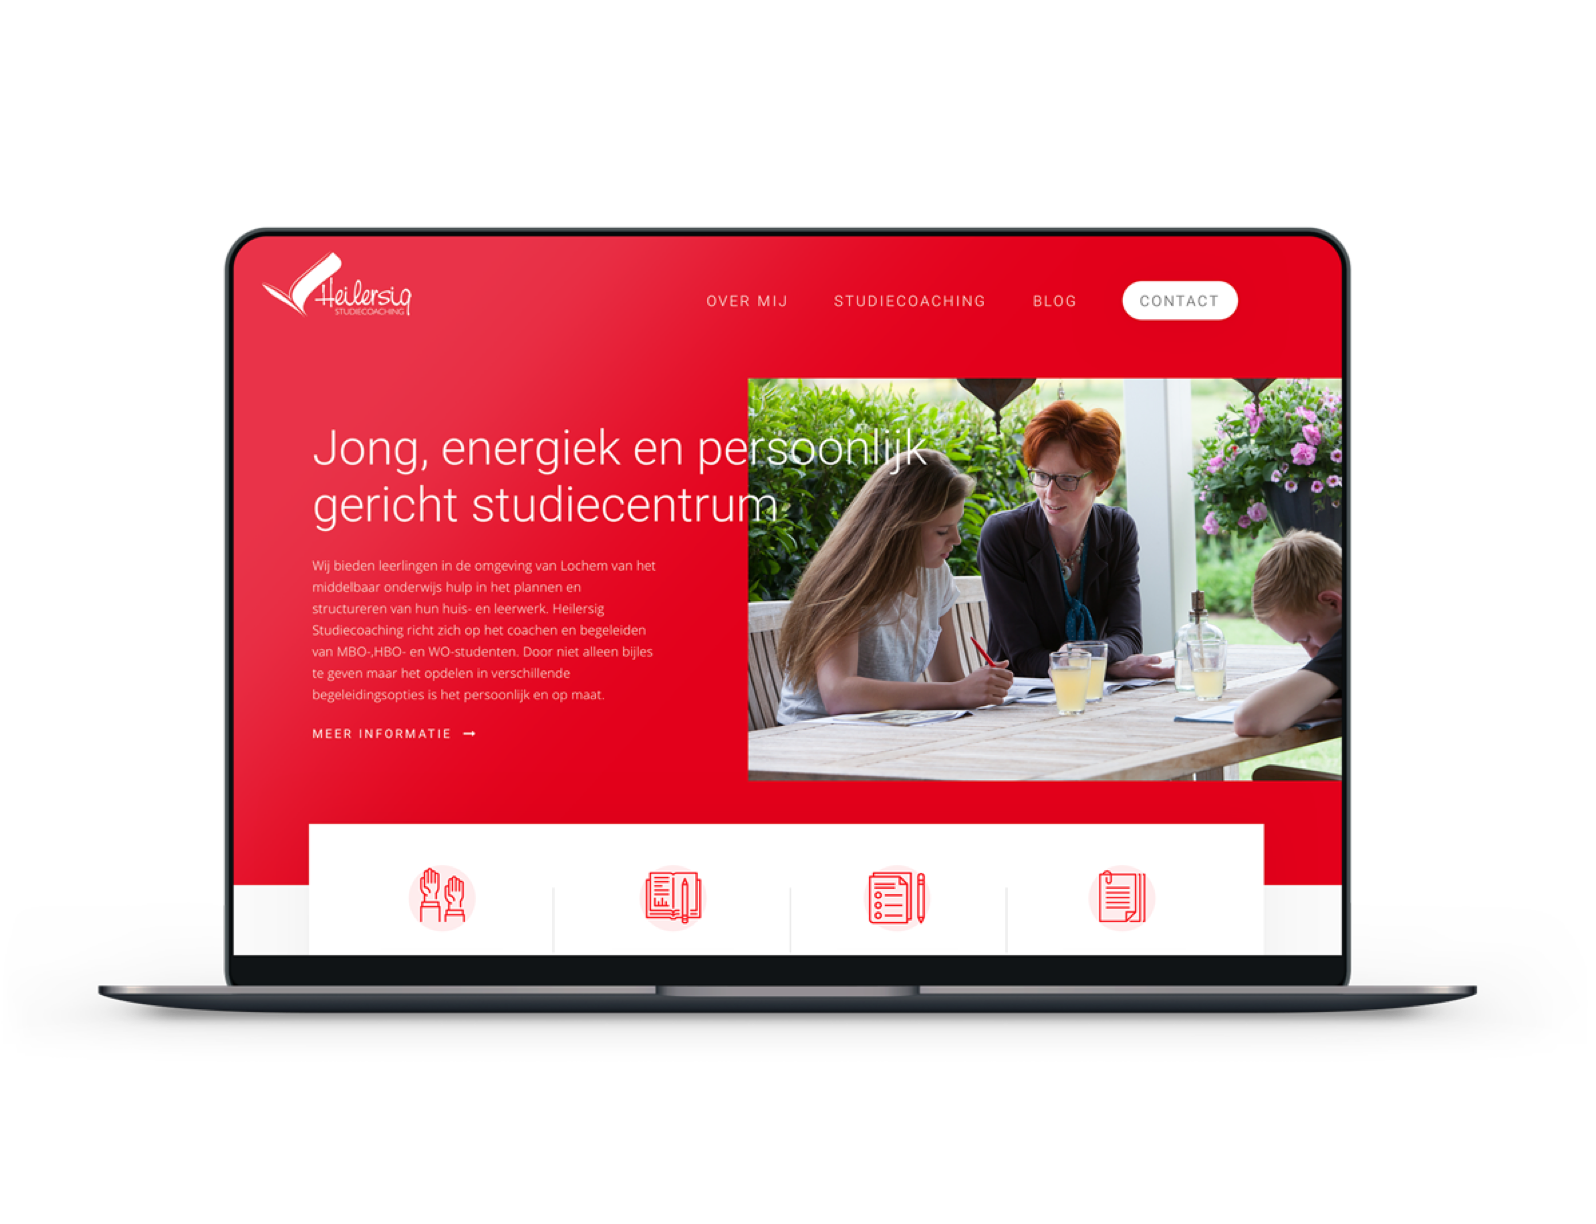 Heilersig
STUDIECOACHING
OVER MIJ STUDIECOACHING BLOG CONTACT
Jong, energiek en persoonlijk
gericht studiecentrum
Wij bieden leerlingen in de omgeving van Lochem van het
middelbaar onderwijs hulp in het plannen en
structureren van hun huis- en leerwerk. Heilersig
Studiecoaching richt zich op het coachen en begeleiden
van MBO-,HBO- en WO-studenten. Door niet alleen bijles
te geven maar het opdelen in verschillende
begeleidingsopties is het persoonlijk en op maat.
MEER INFORMATIE